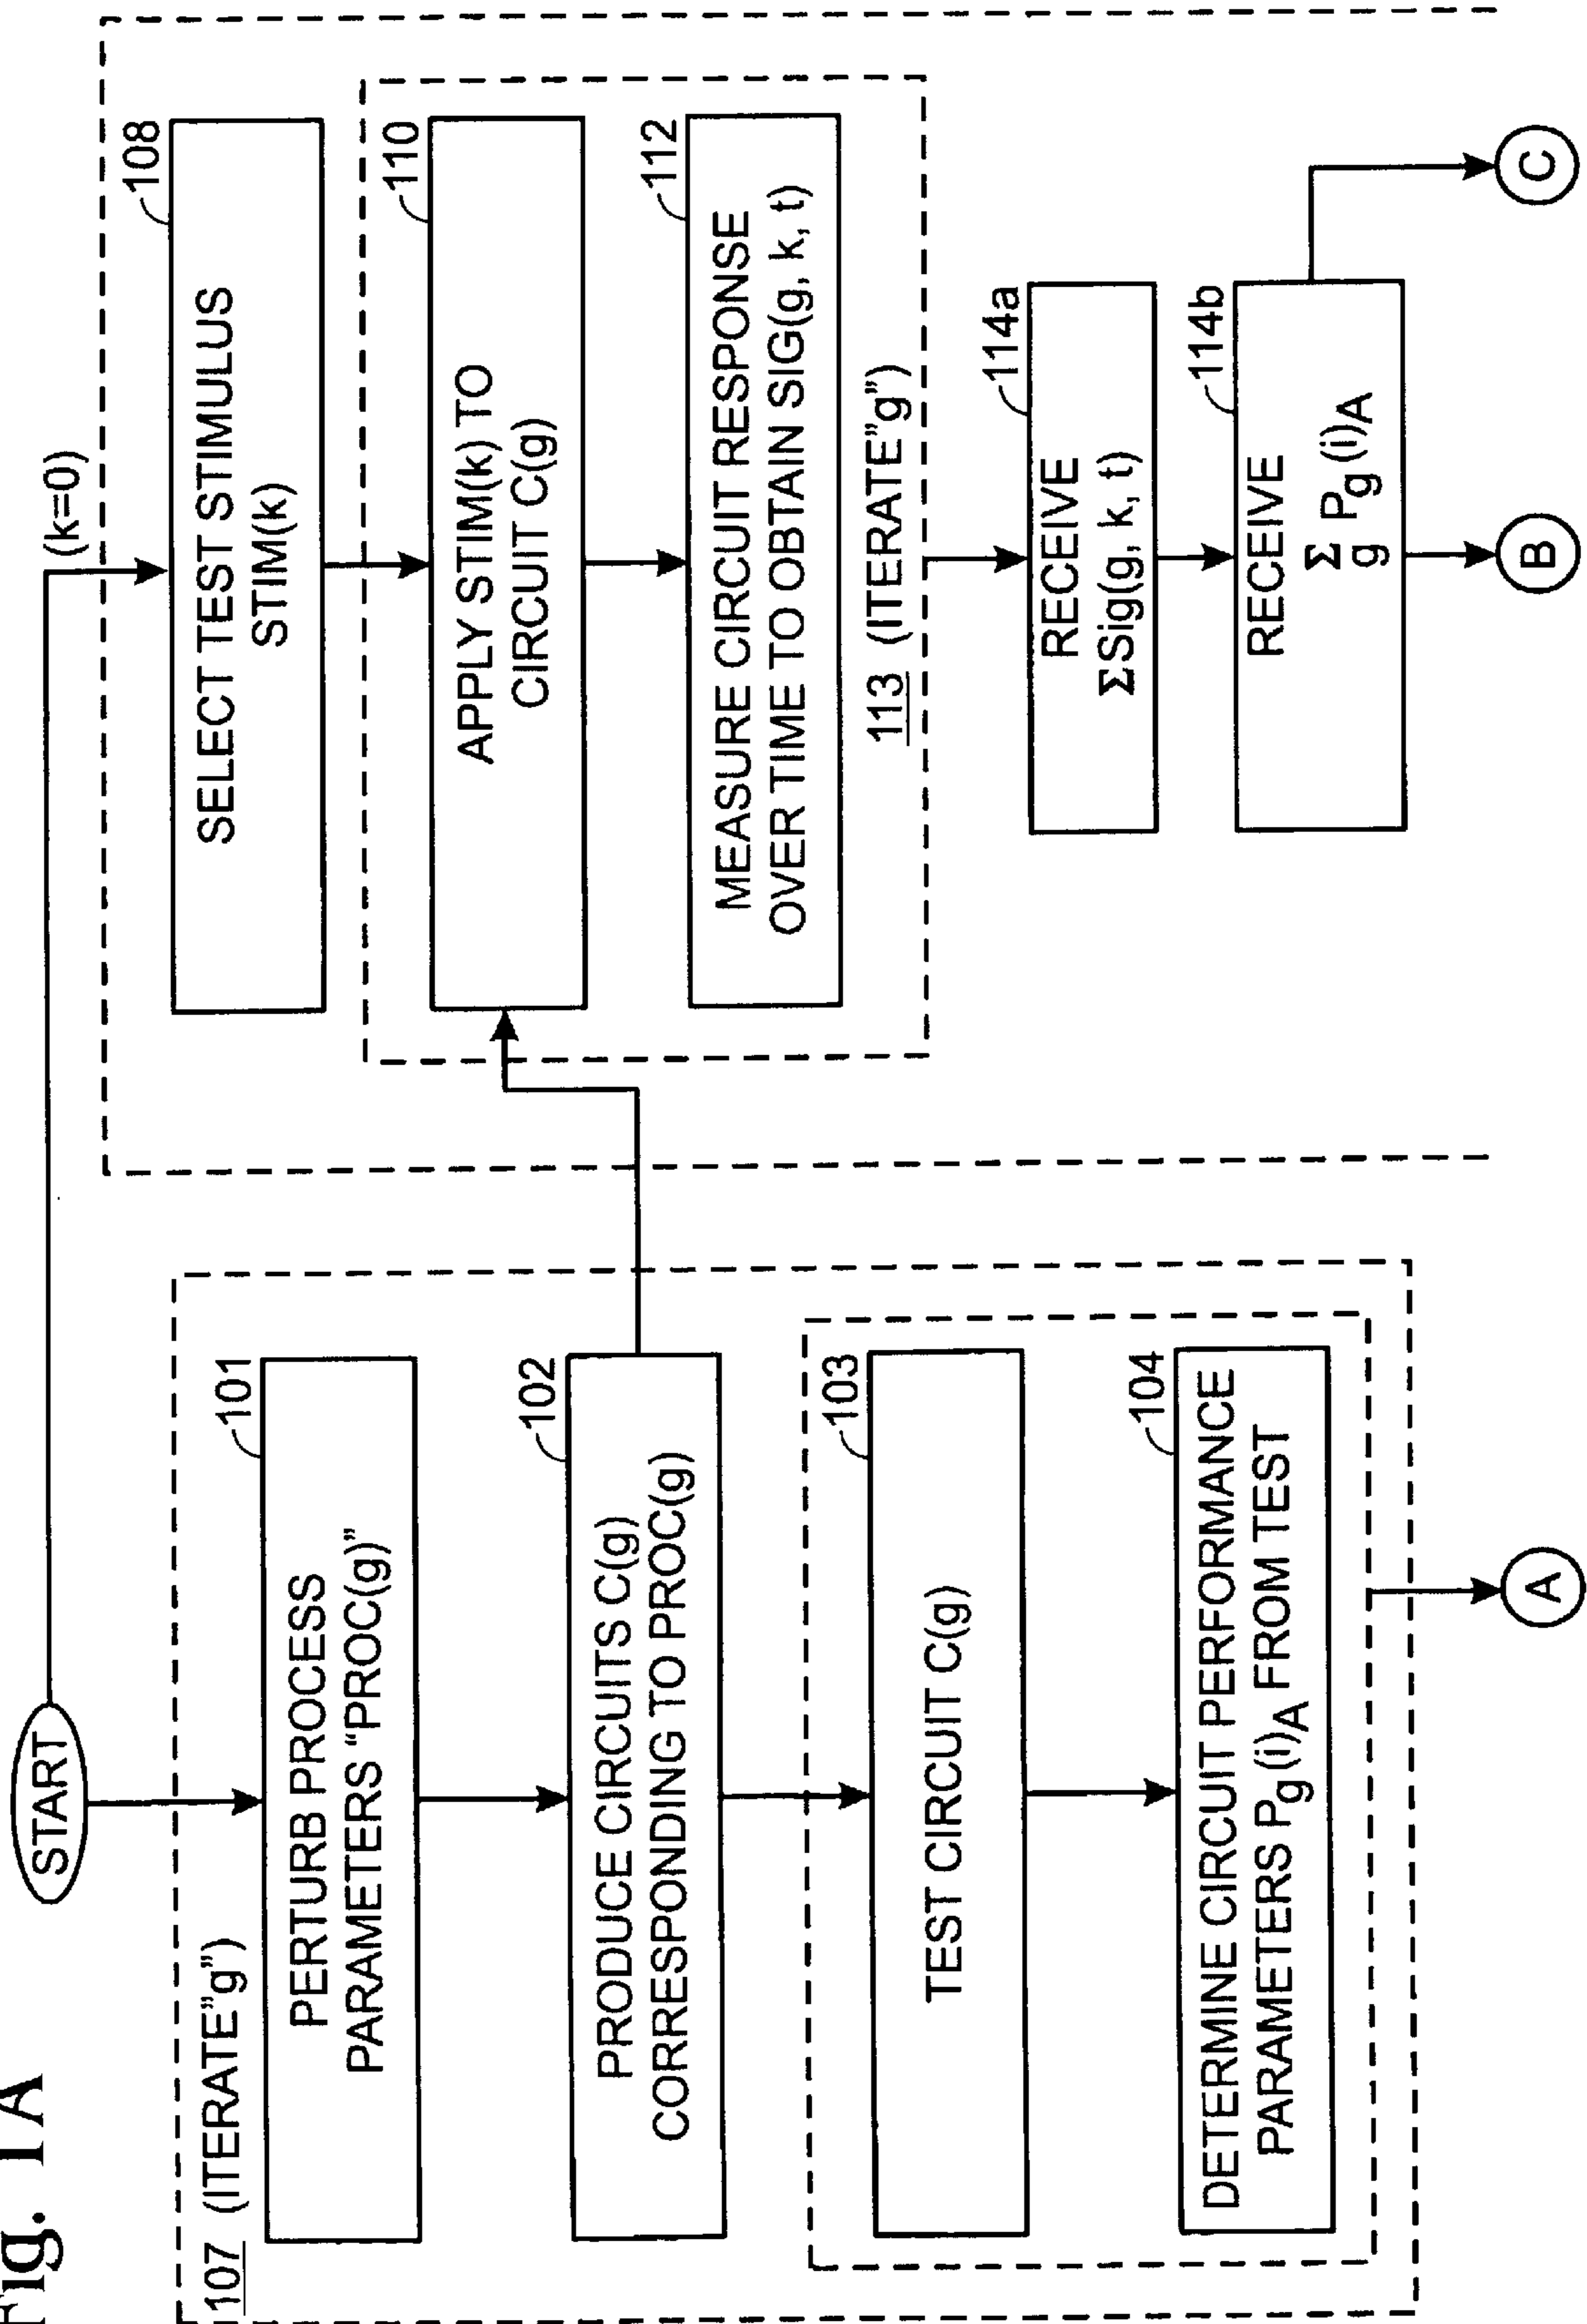 Fig. 1A
START
(k=0)
107 (ITERATE"g")
101
PERTURB PROCESS
PARAMETERS "PROC(g)"
102
PRODUCE CIRCUITS C(g)
CORRESPONDING TO PROC(g)
103
TEST CIRCUIT C(g)
104
DETERMINE CIRCUIT PERFORMANCE
PARAMETERS Pg(i)A FROM TEST
A
108
SELECT TEST STIMULUS
STIM(k)
110
APPLY STIM(k) TO
CIRCUIT C(g)
112
MEASURE CIRCUIT RESPONSE
OVER TIME TO OBTAIN SIG(g, k, t)
113 (ITERATE"g")
114a
RECEIVE
ΣSig(g, k, t)
114b
RECEIVE
Σ Pg(i)A
g
B
C